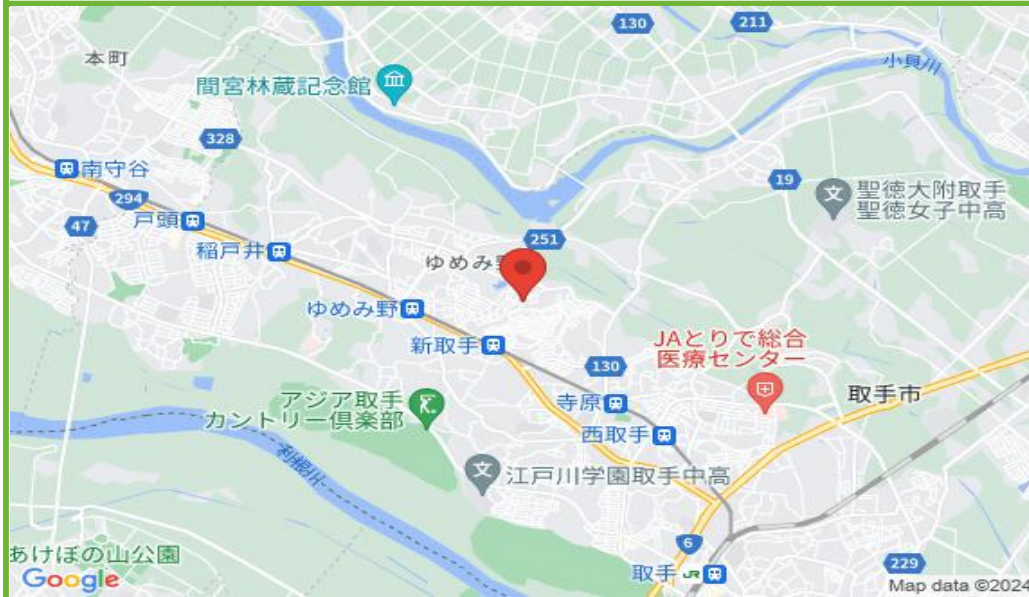 130
211
本町
小貝川
間宮林蔵記念館
328
南守谷
19
聖徳大附取手
聖徳女子中高
294
戸頭
47
稲戸井
251
ゆめみ野
ゆめみ野
新取手
JAとりで総合
医療センター
130
アジア取手
カントリー倶楽部
寺原
取手市
西取手
利根川
江戸川学園取手中高
6
あけぼの山公園
229
取手 JR
Google
Map data ©2024